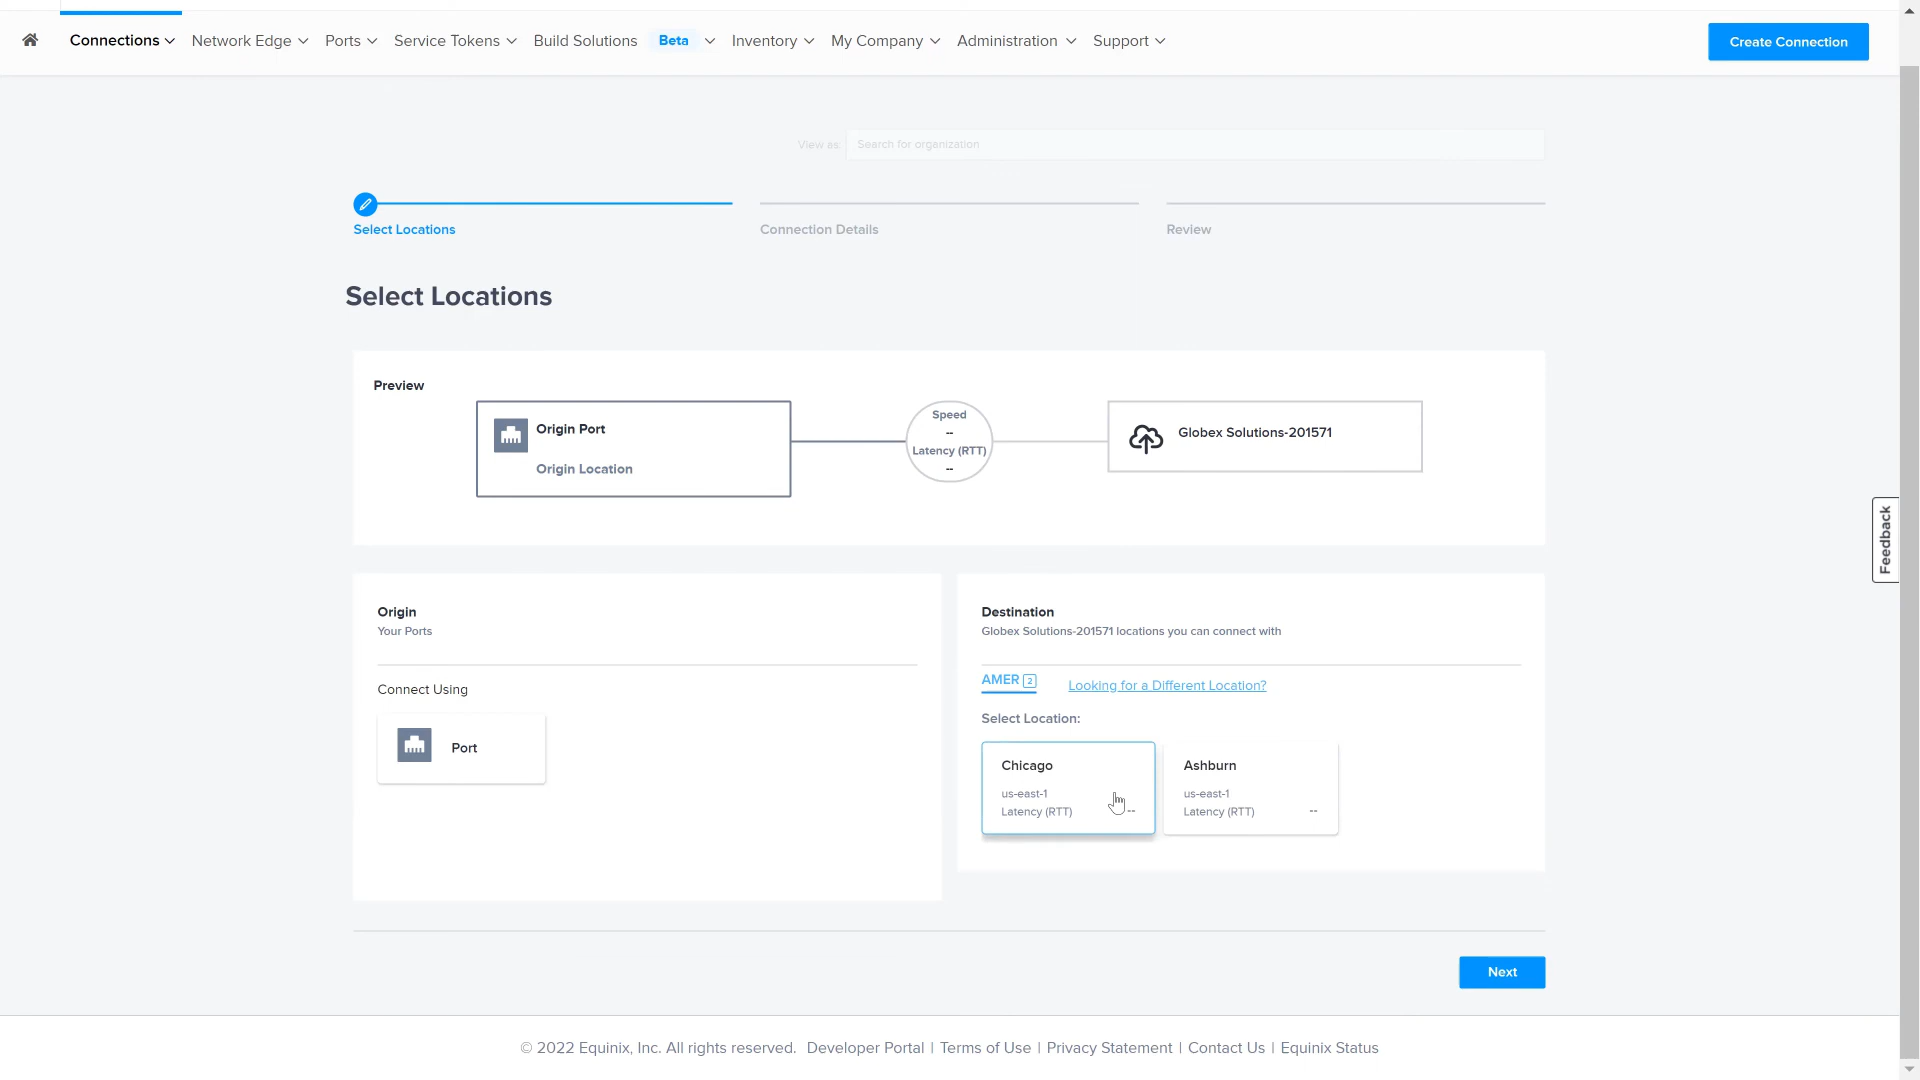 Connections Network Edge Ports Service Tokens Build Solutions Beta Inventory My Company Administration Support Create Connection
View as Search for organization
Select Locations Connection Details Review
Select Locations
Preview
Origin Port
Origin Location
Speed
--
Latency (RTT)
--
Globex Solutions-201571
Origin
Your Ports
Connect Using
Port
Destination
Globex Solutions-201571 locations you can connect with
AMER 2 Looking for a Different Location?
Select Location:
Chicago
us-east-1
Latency (RTT) --
Ashburn
us-east-1
Latency (RTT) --
Next
Feedback
© 2022 Equinix, Inc. All rights reserved. Developer Portal | Terms of Use | Privacy Statement | Contact Us | Equinix Status